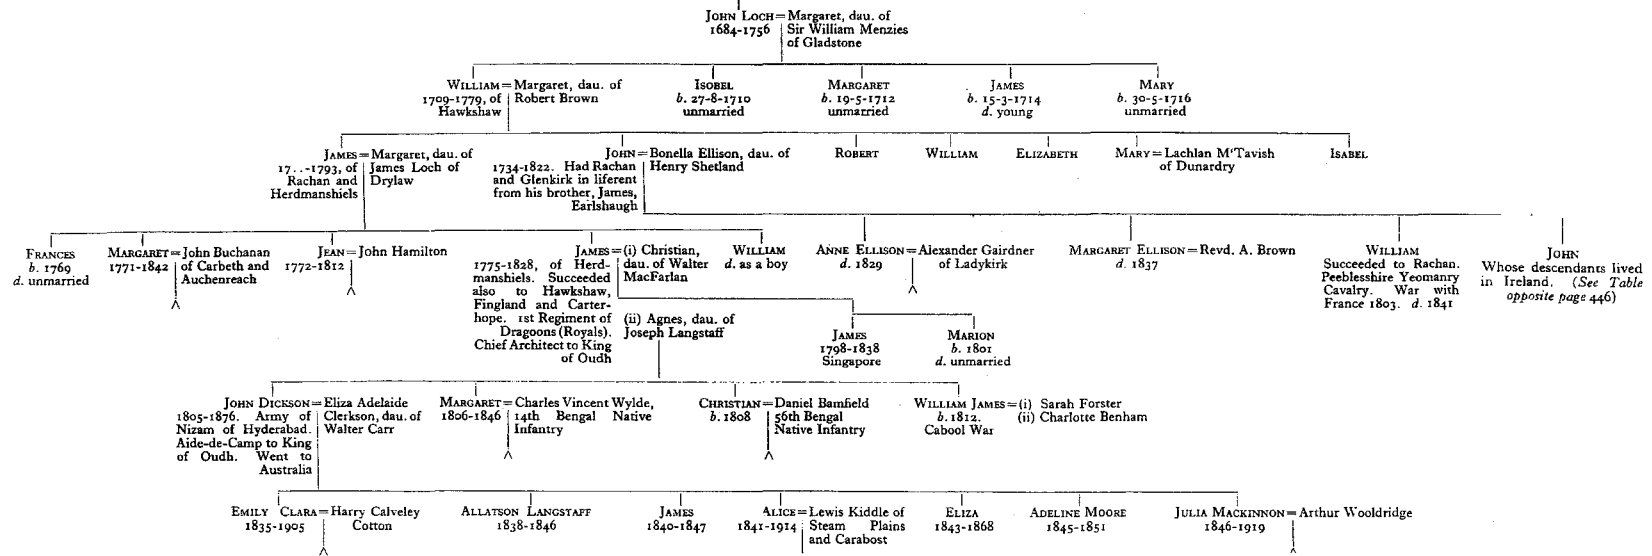 JOHN LOCH = Margaret, dau. of
1684-1756 Sir William Menzies
of Gladstone
WILLIAM = Margaret, dau. of
1709-1779, of Robert Brown
Hawkshaw
ISOBEL
b. 27-8-1710
unmarried
MARGARET
b. 19-5-1712
unmarried
JAMES
b. 15-3-1714
d. young
MARY
b. 30-5-1716
unmarried
JAMES = Margaret, dau. of
17..-1793, of James Loch of
Rachan and Drylaw
Herdmanshiels
JOHN = Bonella Ellison, dau. of
1734-1822. Had Rachan Henry Shetland
and Glenkirk in liferent
from his brother, James,
Earlshaugh
ROBERT
WILLIAM
ELIZABETH
MARY = Lachlan M'Tavish
of Dunardry
ISABEL
FRANCES
b. 1769
d. unmarried
MARGARET = John Buchanan
1771-1842 of Carbeth and
Auchenreach
JEAN = John Hamilton
1772-1812
JAMES = (i) Christian,
1775-1828, of Herd- dau. of Walter
manshiels. Succeeded MacFarlan
also to Hawkshaw,
Fingland and Carter-
hope. 1st Regiment of (ii) Agnes, dau. of
Dragoons (Royals). Joseph Langstaff
Chief Architect to King
of Oudh
WILLIAM
d. as a boy
ANNE ELLISON = Alexander Gairdner
d. 1829 of Ladykirk
MARGARET ELLISON = Revd. A. Brown
d. 1837
WILLIAM
Succeeded to Rachan.
Peeblesshire Yeomanry
Cavalry. War with
France 1803. d. 1841
JOHN
Whose descendants lived
in Ireland. (See Table
opposite page 446)
JAMES
1798-1838
Singapore
MARION
b. 1801
d. unmarried
JOHN DICKSON = Eliza Adelaide
1805-1876. Army of Clerkson, dau. of
Nizam of Hyderabad. Walter Carr
Aide-de-Camp to King
of Oudh. Went to
Australia
MARGARET = Charles Vincent Wylde,
1806-1846 14th Bengal Native
Infantry
CHRISTIAN = Daniel Bamfield
b. 1808 56th Bengal
Native Infantry
WILLIAM JAMES = (i) Sarah Forster
b. 1812. (ii) Charlotte Benham
Cabool War
EMILY CLARA = Harry Calveley
1835-1905 Cotton
ALLATSON LANGSTAFF
1838-1846
JAMES
1840-1847
ALICE = Lewis Kiddle of
1841-1914 Steam Plains
and Carabost
ELIZA
1843-1868
ADELINE MOORE
1845-1851
JULIA MACKINNON = Arthur Wooldridge
1846-1919